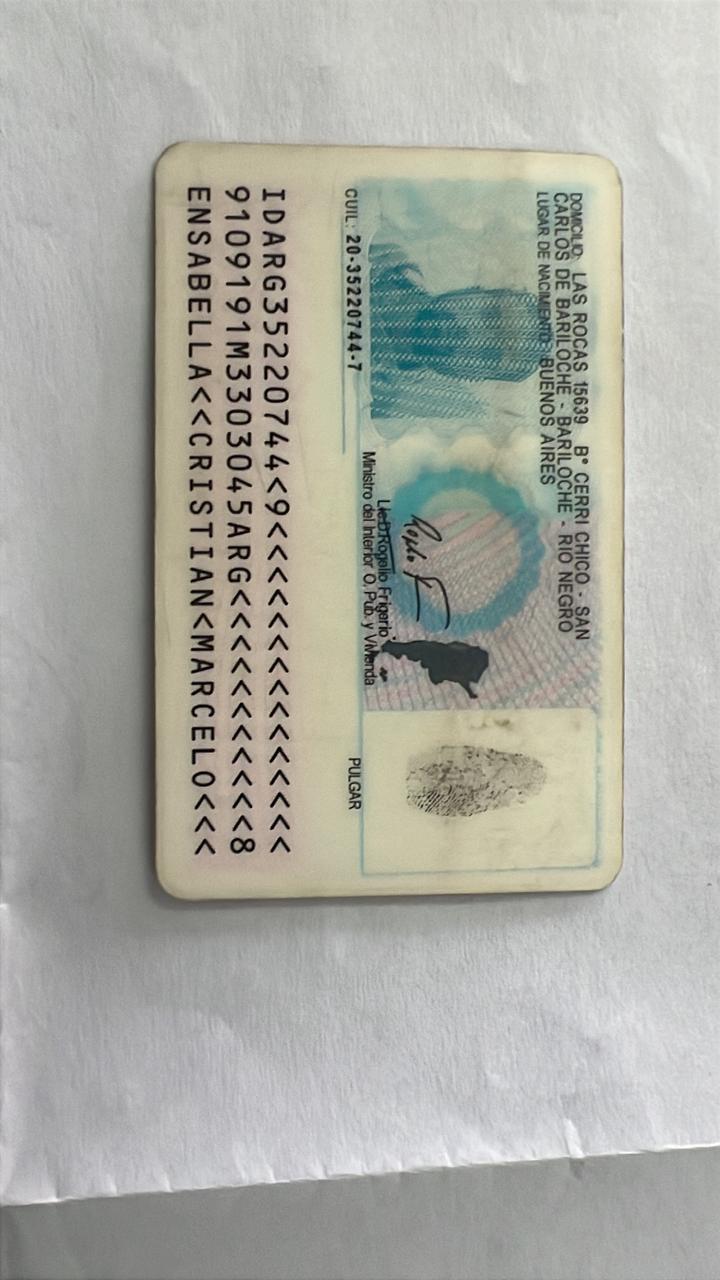 DOMICILIO: LAS ROCAS 15639 B° CERRI CHICO - SAN
CARLOS DE BARILOCHE - BARILOCHE - RIO NEGRO
LUGAR DE NACIMIENTO: BUENOS AIRES
Lic. Rogelio Frigerio
Ministro del Interior O. Pub. y Vivienda
CUIL: 20-35220744-7
PULGAR
IDARG35220744<9<<<<<<<<<<<<<<<
9109191M3303045ARG<<<<<<<<<<<8
ENSABELLA<<CRISTIAN<MARCELO<<<